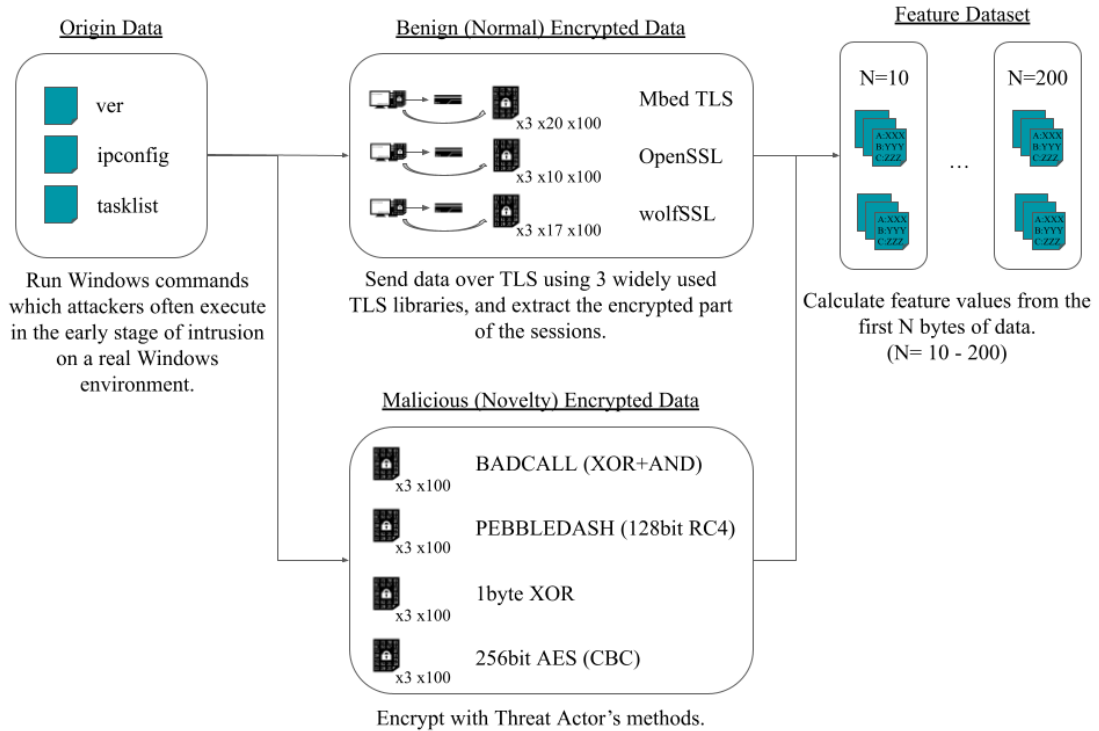 Origin Data
ver
ipconfig
tasklist
Run Windows commands
which attackers often execute
in the early stage of intrusion
on a real Windows
environment.
Benign (Normal) Encrypted Data
Mbed TLS
x3 x20 x100
OpenSSL
x3 x10 x100
wolfSSL
x3 x17 x100
Send data over TLS using 3 widely used
TLS libraries, and extract the encrypted part
of the sessions.
Malicious (Novelty) Encrypted Data
BADCALL (XOR+AND)
x3 x100
PEBBLEDASH (128bit RC4)
x3 x100
1byte XOR
x3 x100
256bit AES (CBC)
x3 x100
Encrypt with Threat Actor’s methods.
Feature Dataset
N=10
A:XXX
B:YYY
C:ZZZ
A:XXX
B:YYY
C:ZZZ
...
N=200
A:XXX
B:YYY
C:ZZZ
A:XXX
B:YYY
C:ZZZ
Calculate feature values from the
first N bytes of data.
(N= 10 - 200)